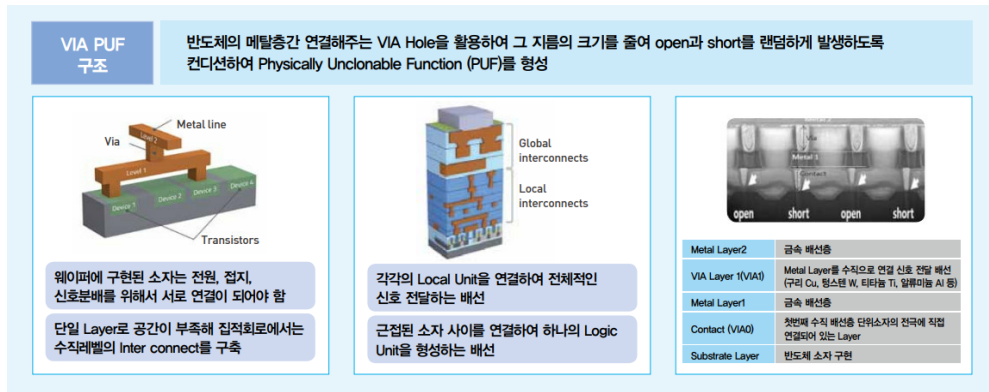 VIA PUF
구조
반도체의 메탈층간 연결해주는 VIA Hole을 활용하여 그 지름의 크기를 줄여 open과 short를 랜덤하게 발생하도록
컨디션하여 Physically Unclonable Function (PUF)를 형성
Metal line
Via
Level 2
Level 1
Device 1
Device 2
Device 3
Device 4
Transistors
웨이퍼에 구현된 소자는 전원, 접지,
신호분배를 위해서 서로 연결이 되어야 함
단일 Layer로 공간이 부족해 집적회로에서는
수직레벨의 Inter connect를 구축
Global
interconnects
Local
interconnects
각각의 Local Unit을 연결하여 전체적인
신호 전달하는 배선
근접된 소자 사이를 연결하여 하나의 Logic
Unit을 형성하는 배선
Via
Metal 1
Contact
open short open short
Metal Layer2 금속 배선층
VIA Layer 1(VIA1) Metal Layer를 수직으로 연결 신호 전달 배선
(구리 Cu, 텅스텐 W, 티타늄 Ti, 알류미늄 Al 등)
Metal Layer1 금속 배선층
Contact (VIA0) 첫번째 수직 배선층 단위소자의 전극에 직접
연결되어 있는 Layer
Substrate Layer 반도체 소자 구현